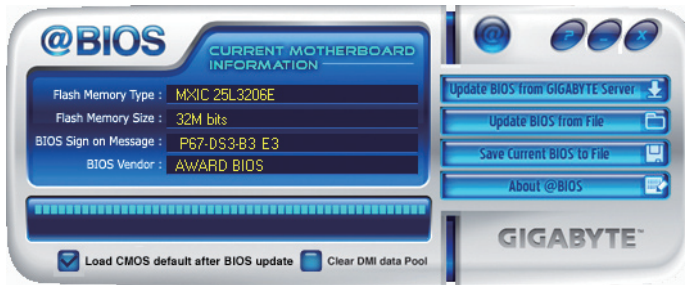 @BIOS
CURRENT MOTHERBOARD
INFORMATION
Flash Memory Type : MXIC 25L3206E
Flash Memory Size : 32M bits
BIOS Sign on Message : P67-DS3-B3 E3
BIOS Vendor : AWARD BIOS
Load CMOS default after BIOS update Clear DMI data Pool
@ ? - X
Update BIOS from GIGABYTE Server
Update BIOS from File
Save Current BIOS to File
About @BIOS
GIGABYTE™